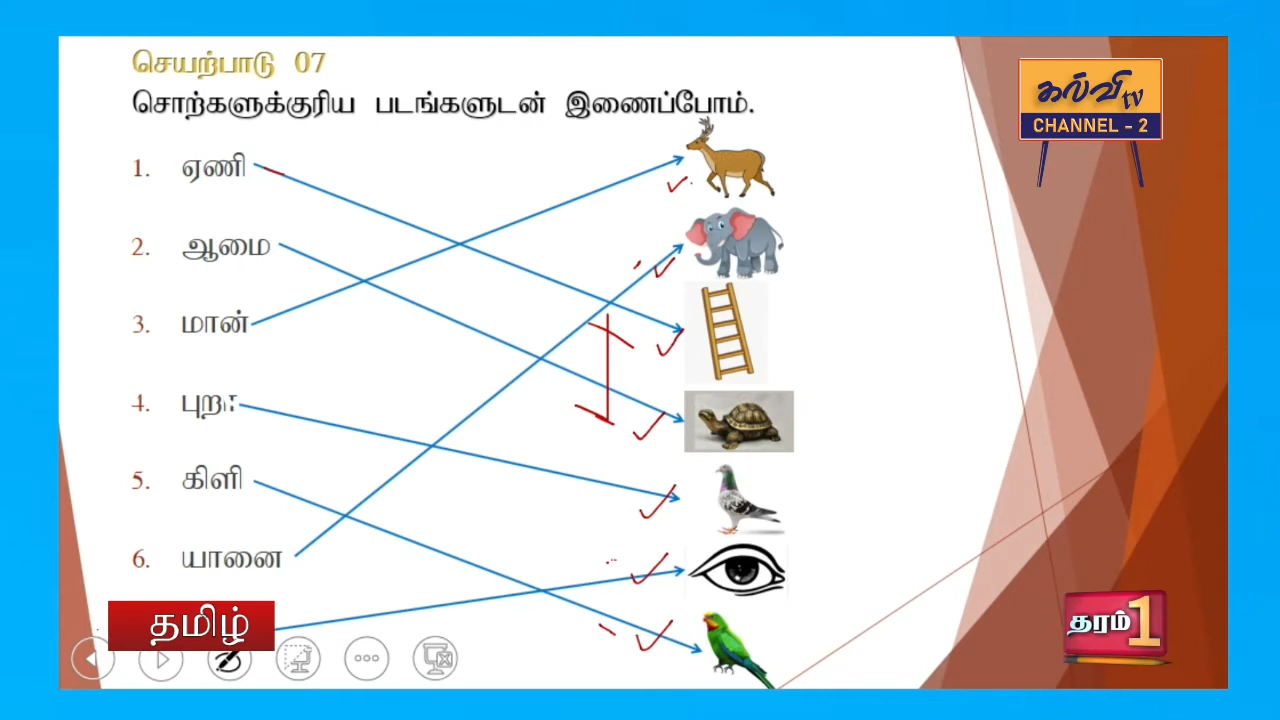 செயற்பாடு 07
சொற்களுக்குரிய படங்களுடன் இணைப்போம்.
1. ஏணி
2. ஆமை
3. மான்
4. புறா
5. கிளி
6. யானை
தமிழ்
கல்வி tv
CHANNEL - 2
தரம் 1